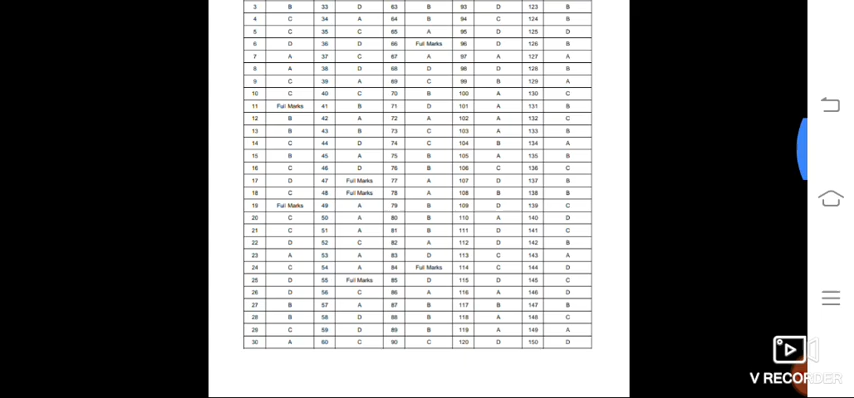 3 B 33 D 63 B 93 D 123 B
4 C 34 A 64 B 94 C 124 B
5 C 35 C 65 A 95 D 125 D
6 D 36 D 66 Full Marks 96 D 126 B
7 A 37 C 67 A 97 A 127 A
8 A 38 D 68 D 98 D 128 B
9 C 39 A 69 C 99 B 129 A
10 C 40 C 70 B 100 A 130 C
11 Full Marks 41 B 71 D 101 A 131 B
12 B 42 A 72 A 102 A 132 C
13 B 43 B 73 C 103 A 133 B
14 C 44 D 74 C 104 B 134 A
15 B 45 A 75 B 105 A 135 B
16 C 46 D 76 B 106 C 136 C
17 D 47 Full Marks 77 A 107 D 137 B
18 C 48 Full Marks 78 A 108 B 138 B
19 Full Marks 49 A 79 B 109 D 139 C
20 C 50 A 80 B 110 A 140 D
21 C 51 A 81 B 111 D 141 C
22 D 52 C 82 A 112 D 142 B
23 A 53 A 83 D 113 C 143 A
24 C 54 A 84 Full Marks 114 C 144 D
25 D 55 Full Marks 85 D 115 D 145 C
26 D 56 C 86 A 116 A 146 D
27 B 57 A 87 B 117 B 147 B
28 B 58 D 88 B 118 A 148 C
29 C 59 D 89 B 119 A 149 A
30 A 60 C 90 C 120 D 150 D
V RECORDER